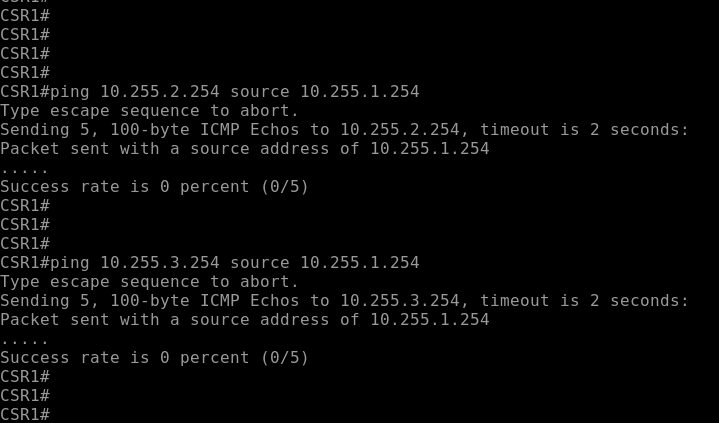 CSR1#
CSR1#
CSR1#
CSR1#
CSR1#
CSR1#ping 10.255.2.254 source 10.255.1.254
Type escape sequence to abort.
Sending 5, 100-byte ICMP Echos to 10.255.2.254, timeout is 2 seconds:
Packet sent with a source address of 10.255.1.254
.....
Success rate is 0 percent (0/5)
CSR1#
CSR1#
CSR1#
CSR1#ping 10.255.3.254 source 10.255.1.254
Type escape sequence to abort.
Sending 5, 100-byte ICMP Echos to 10.255.3.254, timeout is 2 seconds:
Packet sent with a source address of 10.255.1.254
.....
Success rate is 0 percent (0/5)
CSR1#
CSR1#
CSR1#